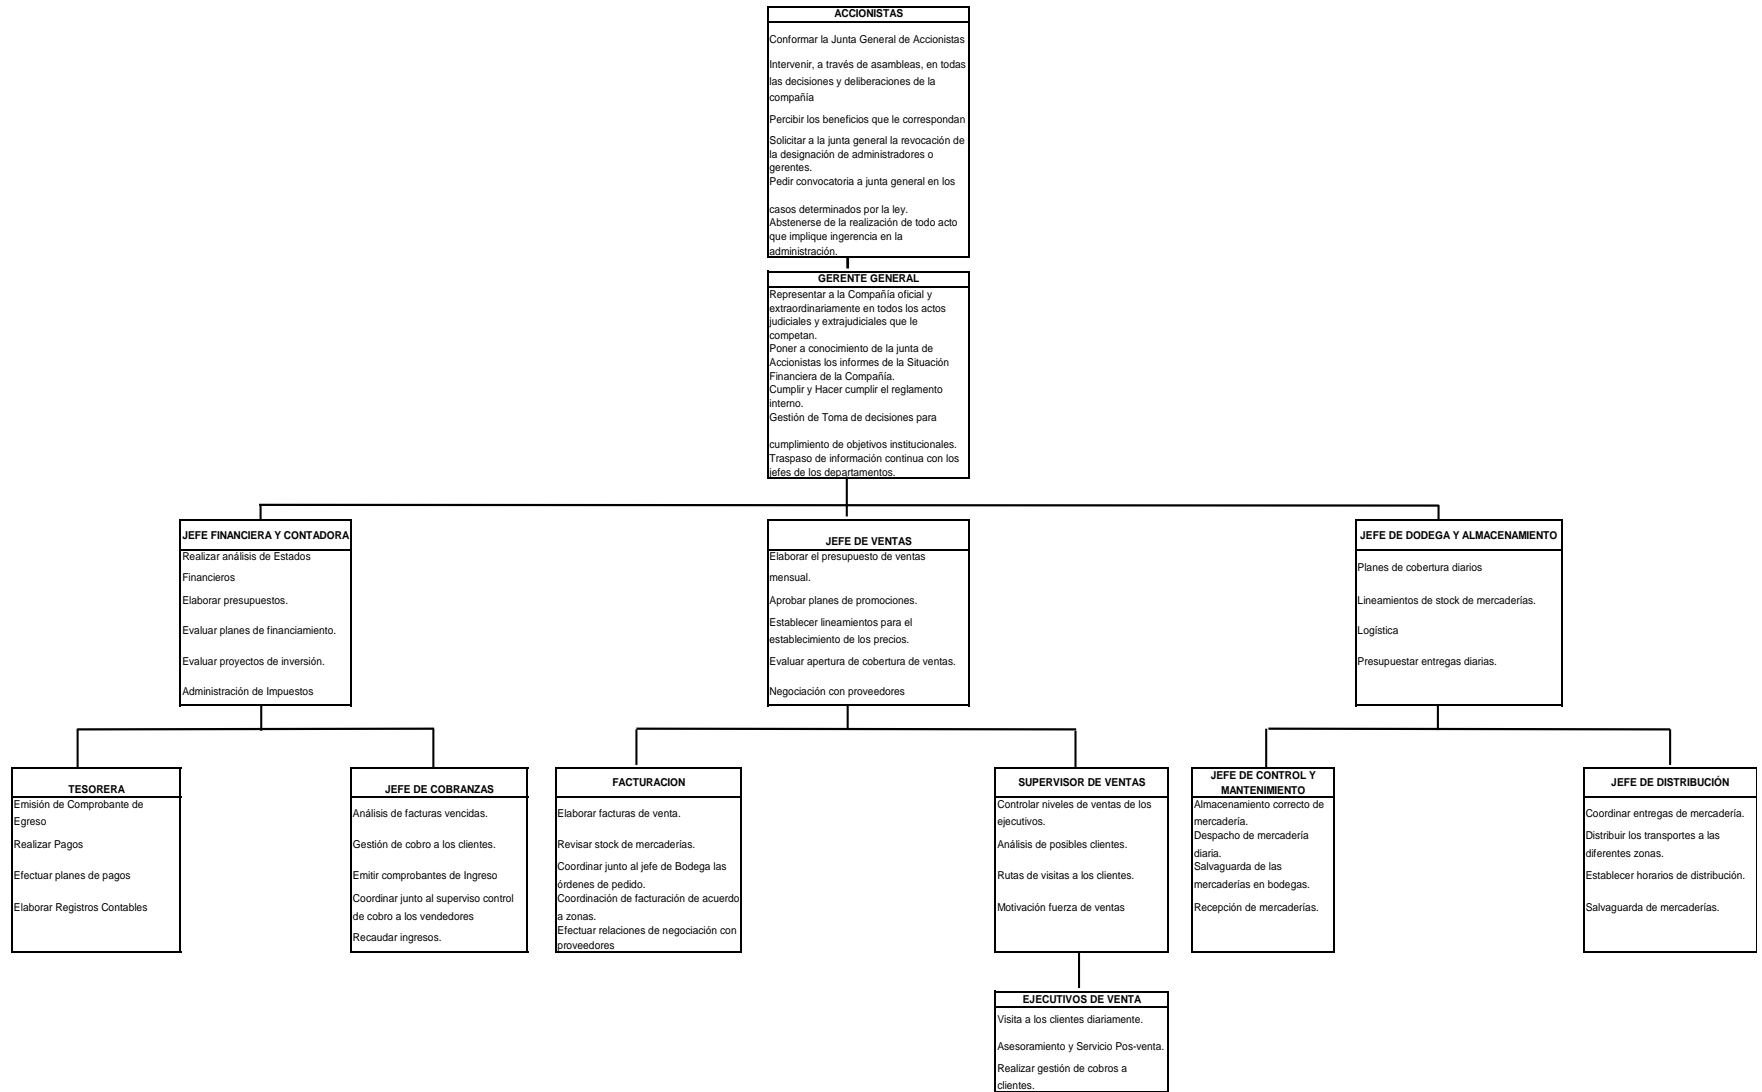 ACCIONISTAS
Conformar la Junta General de Accionistas
Intervenir, a través de asambleas, en todas
las decisiones y deliberaciones de la
compañía
Percibir los beneficios que le correspondan
Solicitar a la junta general la revocación de
la designación de administradores o
gerentes.
Pedir convocatoria a junta general en los
casos determinados por la ley.
Abstenerse de la realización de todo acto
que implique ingerencia en la
administración.
GERENTE GENERAL
Representar a la Compañía oficial y
extraordinariamente en todos los actos
judiciales y extrajudiciales que le
competan.
Poner a conocimiento de la junta de
Accionistas los informes de la Situación
Financiera de la Compañía.
Cumplir y Hacer cumplir el reglamento
interno.
Gestión de Toma de decisiones para
cumplimiento de objetivos institucionales.
Traspaso de información continua con los
jefes de los departamentos.
JEFE FINANCIERA Y CONTADORA
Realizar análisis de Estados
Financieros
Elaborar presupuestos.
Evaluar planes de financiamiento.
Evaluar proyectos de inversión.
Administración de Impuestos
JEFE DE VENTAS
Elaborar el presupuesto de ventas
mensual.
Aprobar planes de promociones.
Establecer lineamientos para el
establecimiento de los precios.
Evaluar apertura de cobertura de ventas.
Negociación con proveedores
JEFE DE DODEGA Y ALMACENAMIENTO
Planes de cobertura diarios
Lineamientos de stock de mercaderías.
Logística
Presupuestar entregas diarias.
TESORERA
Emisión de Comprobante de
Egreso
Realizar Pagos
Efectuar planes de pagos
Elaborar Registros Contables
JEFE DE COBRANZAS
Análisis de facturas vencidas.
Gestión de cobro a los clientes.
Emitir comprobantes de Ingreso
Coordinar junto al superviso control
de cobro a los vendedores
Recaudar ingresos.
FACTURACION
Elaborar facturas de venta.
Revisar stock de mercaderías.
Coordinar junto al jefe de Bodega las
órdenes de pedido.
Coordinación de facturación de acuerdo
a zonas.
Efectuar relaciones de negociación con
proveedores
SUPERVISOR DE VENTAS
Controlar niveles de ventas de los
ejecutivos.
Análisis de posibles clientes.
Rutas de visitas a los clientes.
Motivación fuerza de ventas
JEFE DE CONTROL Y
MANTENIMIENTO
Almacenamiento correcto de
mercadería.
Despacho de mercadería
diaria.
Salvaguarda de las
mercaderías en bodegas.
Recepción de mercaderías.
JEFE DE DISTRIBUCIÓN
Coordinar entregas de mercadería.
Distribuir los transportes a las
diferentes zonas.
Establecer horarios de distribución.
Salvaguarda de mercaderías.
EJECUTIVOS DE VENTA
Visita a los clientes diariamente.
Asesoramiento y Servicio Pos-venta.
Realizar gestión de cobros a
clientes.